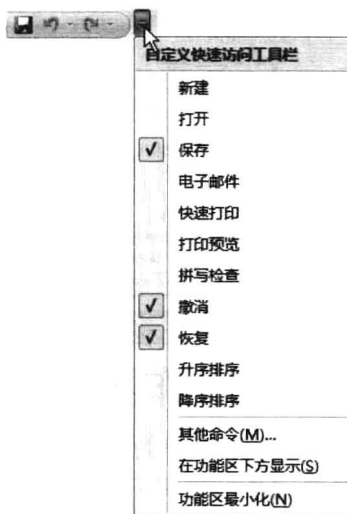 自定义快速访问工具栏
新建
打开
保存
电子邮件
快速打印
打印预览
拼写检查
撤消
恢复
升序排序
降序排序
其他命令(M)...
在功能区下方显示(S)
功能区最小化(N)